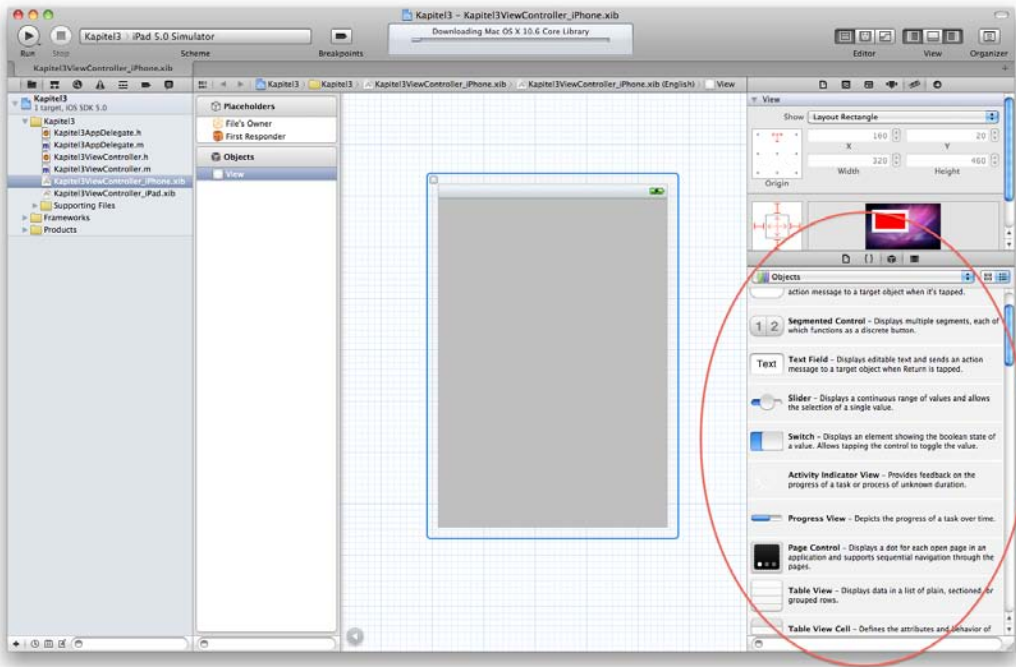 Kapitel3 – Kapitel3ViewController_iPhone.xib
Kapitel3 › iPad 5.0 Simulator
Downloading Mac OS X 10.6 Core Library
Run Stop Scheme Breakpoints Editor View Organizer
Kapitel3ViewController_iPhone.xib
Kapitel3 Kapitel3 Kapitel3ViewController_iPhone.xib Kapitel3ViewController_iPhone.xib (English) View
Kapitel3
1 target, iOS SDK 5.0
Kapitel3
Kapitel3AppDelegate.h
Kapitel3AppDelegate.m
Kapitel3ViewController.h
Kapitel3ViewController.m
Kapitel3ViewController_iPhone.xib
Kapitel3ViewController_iPad.xib
Supporting Files
Frameworks
Products
Placeholders
File's Owner
First Responder
Objects
View
View
Show Layout Rectangle
160 20
X Y
320 460
Width Height
Origin
Objects
action message to a target object when it's tapped.
1 2
Segmented Control – Displays multiple segments, each of
which functions as a discrete button.
Text
Text Field – Displays editable text and sends an action
message to a target object when Return is tapped.
Slider – Displays a continuous range of values and allows
the selection of a single value.
Switch – Displays an element showing the boolean state of
a value. Allows tapping the control to toggle the value.
Activity Indicator View – Provides feedback on the
progress of a task or process of unknown duration.
Progress View – Depicts the progress of a task over time.
Page Control – Displays a dot for each open page in an
application and supports sequential navigation through the
pages.
Table View – Displays data in a list of plain, sectioned, or
grouped rows.
Table View Cell – Defines the attributes and behavior of